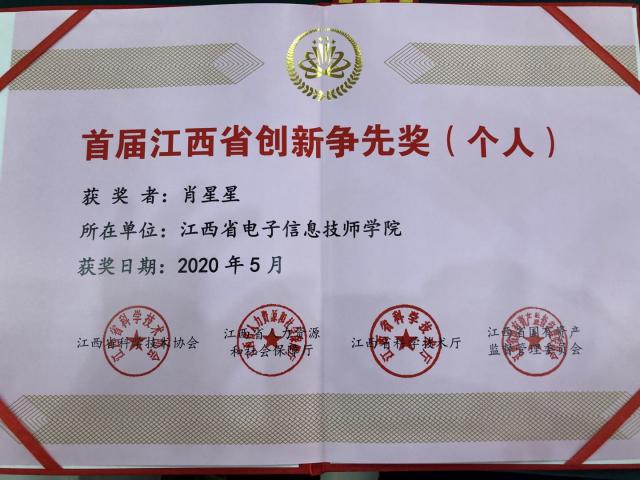 首届江西省创新争先奖（个人）
获奖者：肖星星
所在单位：江西省电子信息技师学院
获奖日期：2020年5月
江西省科学技术协会
江西省人力资源
和社会保障厅
江西省科学技术厅
江西省国有资产
监督管理委员会